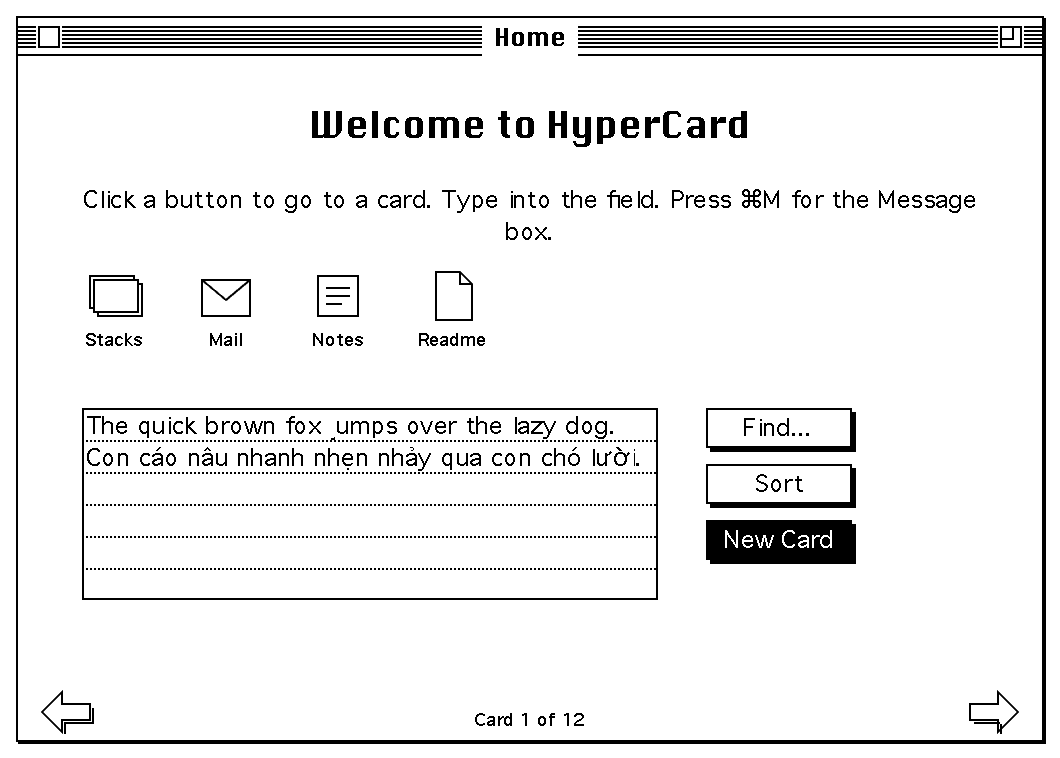 Home
Welcome to HyperCard
Click a button to go to a card. Type into the field. Press ⌘M for the Message
box.
Stacks Mail Notes Readme
The quick brown fox jumps over the lazy dog.
Con cáo nâu nhanh nhẹn nhảy qua con chó lười.
Find...
Sort
New Card
Card 1 of 12